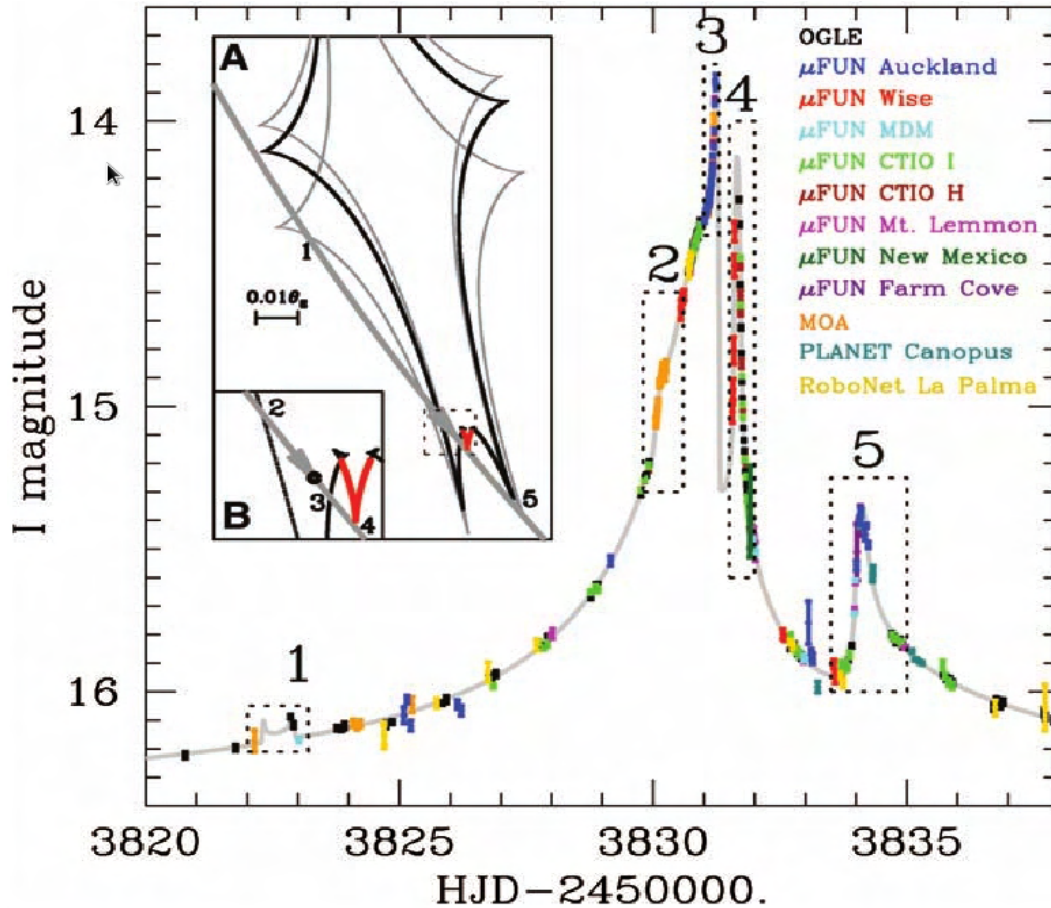 3
A
4
OGLE
μFUN Auckland
μFUN Wise
μFUN MDM
μFUN CTIO I
μFUN CTIO H
μFUN Mt. Lemmon
μFUN New Mexico
μFUN Farm Cove
MOA
PLANET Canopus
RoboNet La Palma
14
1
2
0.01θE
I magnitude
15
2
3
4
B
5
5
1
16
3820 3825 3830 3835
HJD-2450000.